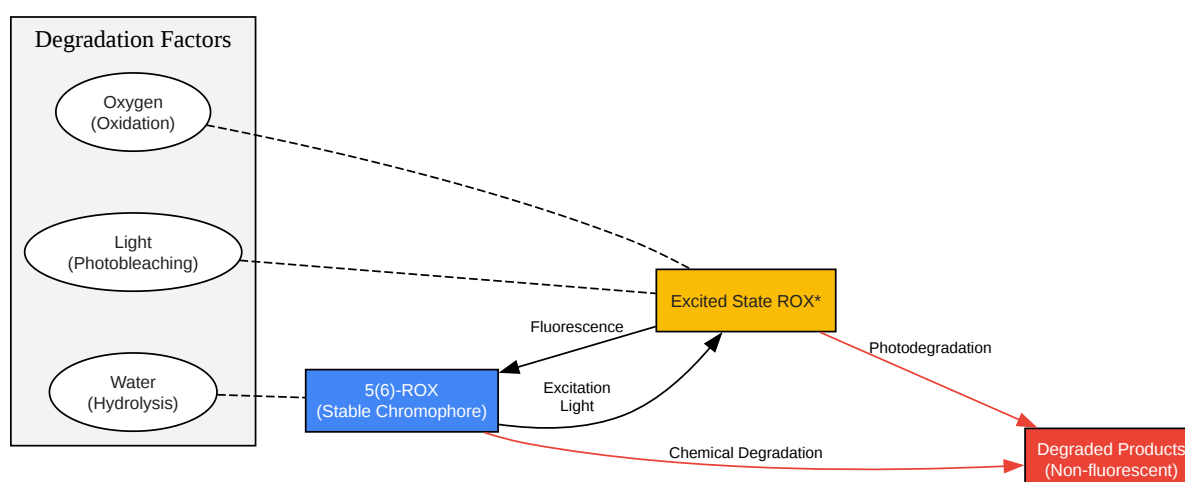 Degradation Factors
Oxygen
(Oxidation)
Light
(Photobleaching)
Water
(Hydrolysis)
Excited State ROX*
Fluorescence
Photodegradation
5(6)-ROX
(Stable Chromophore)
Excitation
Light
Chemical Degradation
Degraded Products
(Non-fluorescent)